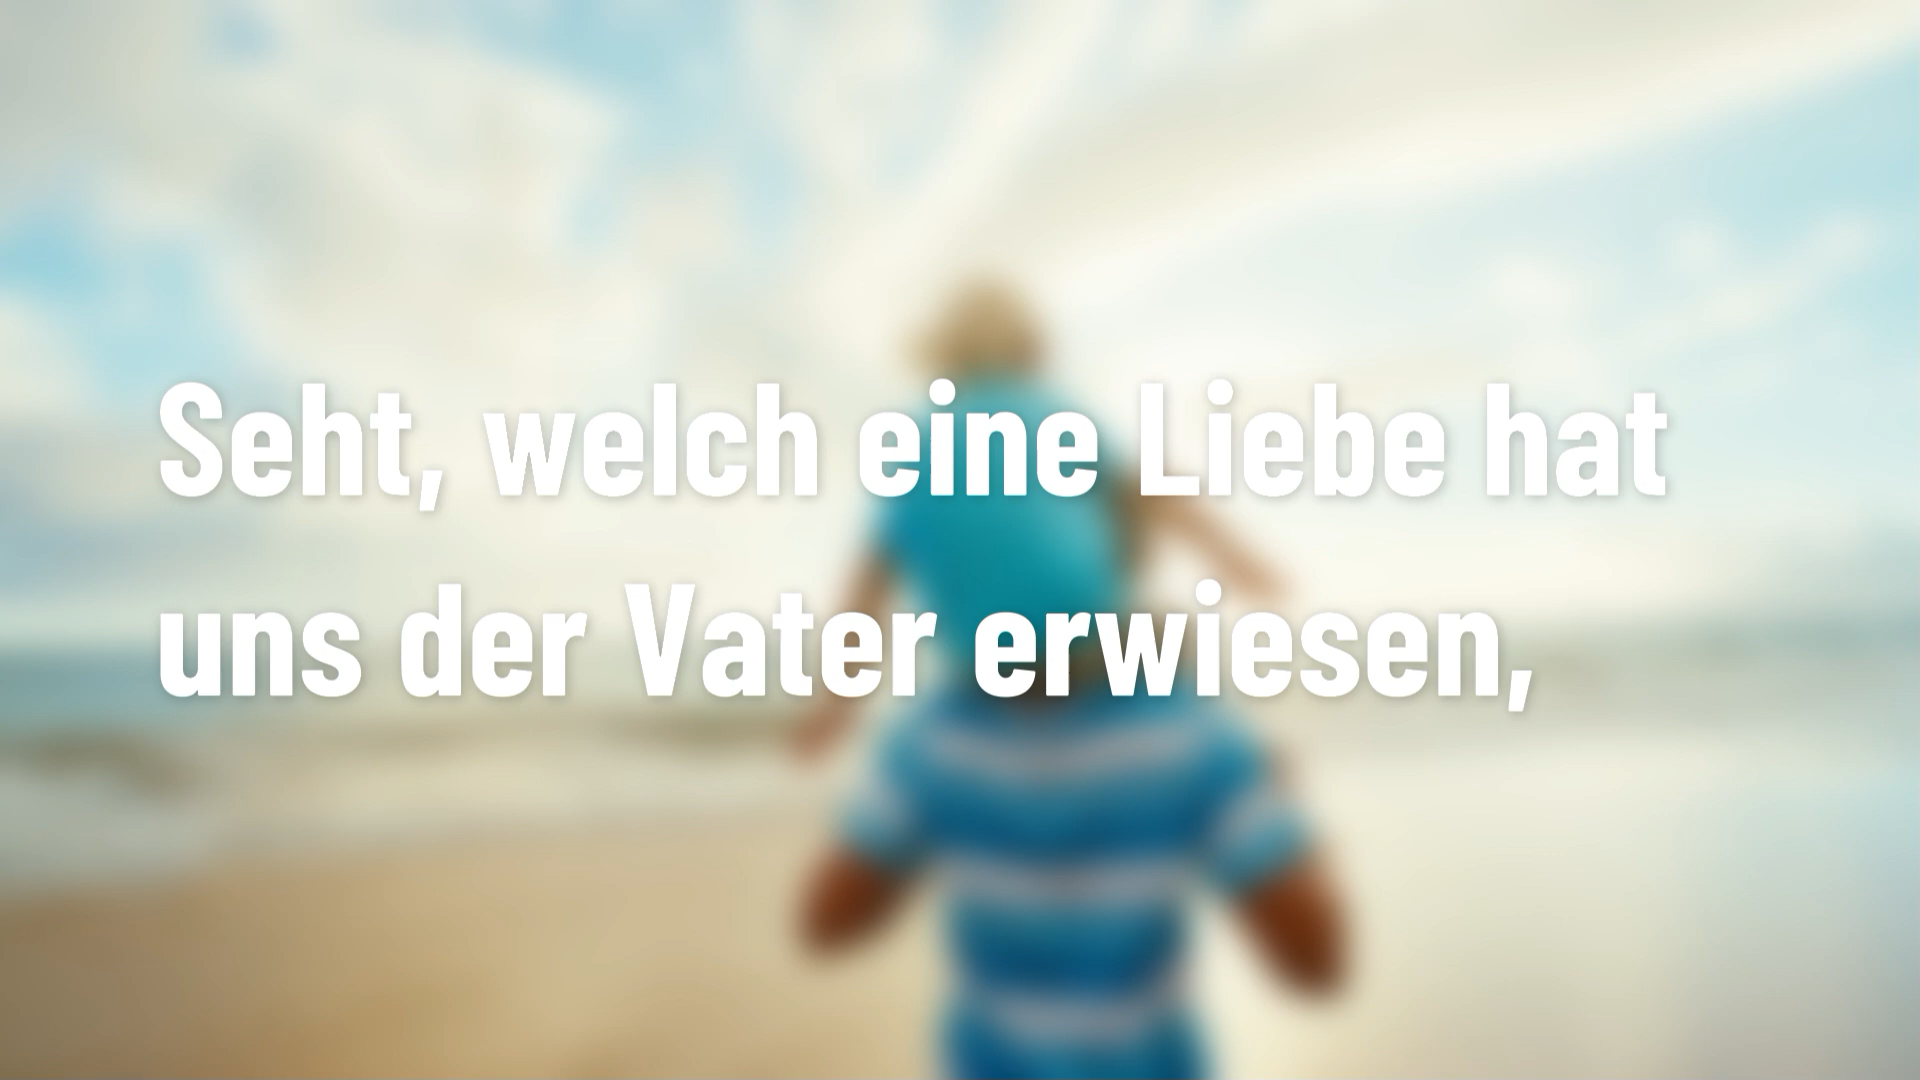 Seht, welch eine Liebe hat
uns der Vater erwiesen,